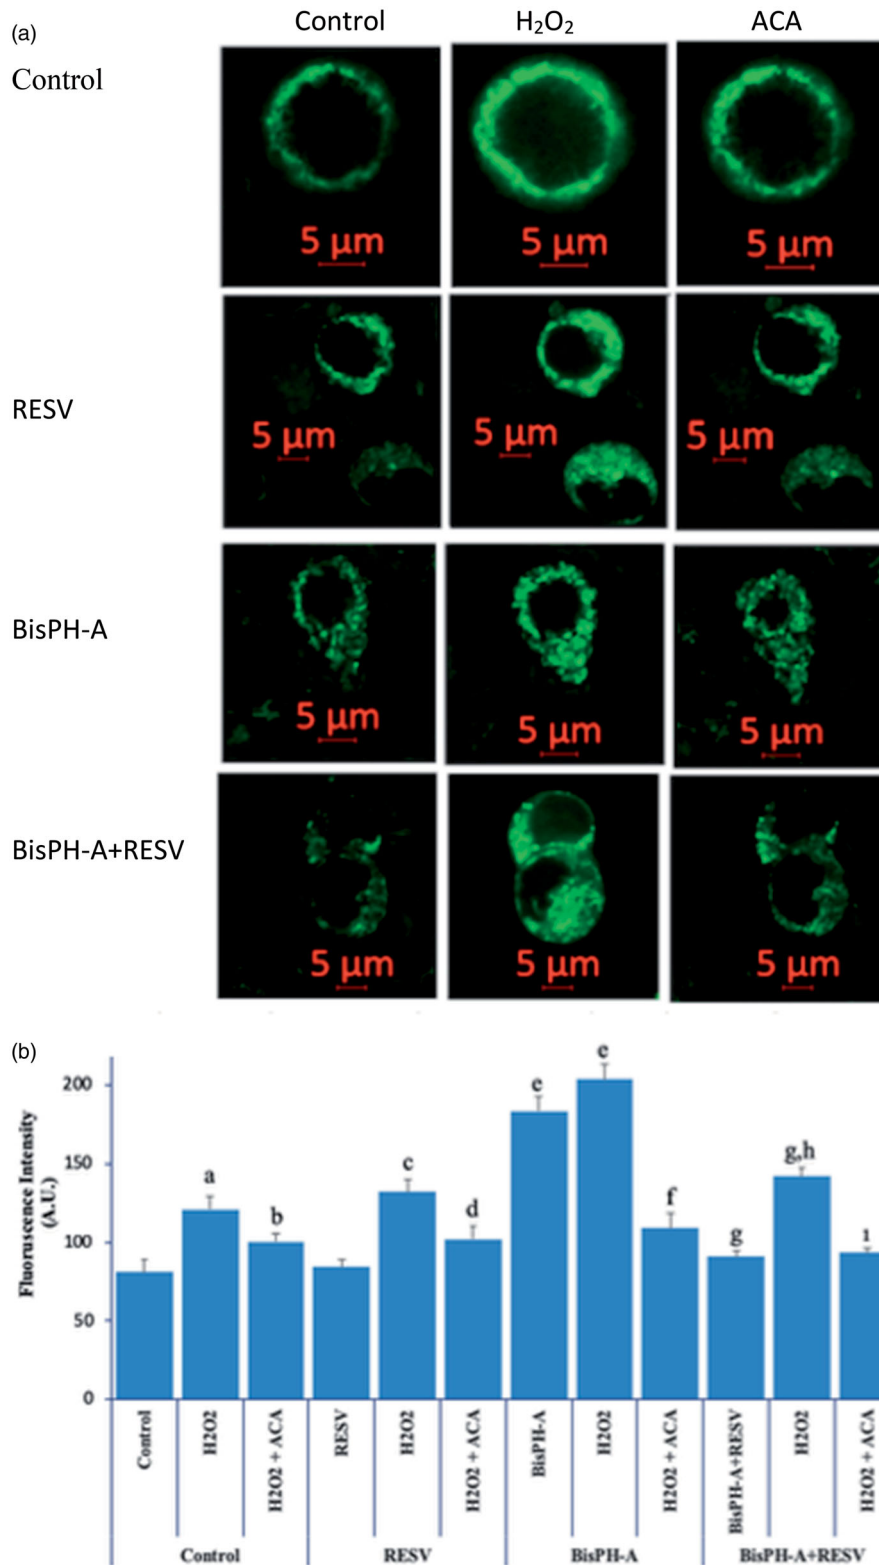 (a)
Control H₂O₂ ACA
Control
5 µm 5 µm 5 µm
RESV
5 µm 5 µm 5 µm
BisPH-A
5 µm 5 µm 5 µm
BisPH-A+RESV
5 µm 5 µm 5 µm
(b)
Fluoruscence Intensity
(A.U.)
200
150
100
50
0
a b c d e e f g g,h ı
Control H2O2 H2O2 + ACA RESV H2O2 H2O2 + ACA BisPH-A H2O2 H2O2 + ACA BisPH-A+RESV H2O2 H2O2 + ACA
Control RESV BisPH-A BisPH-A+RESV